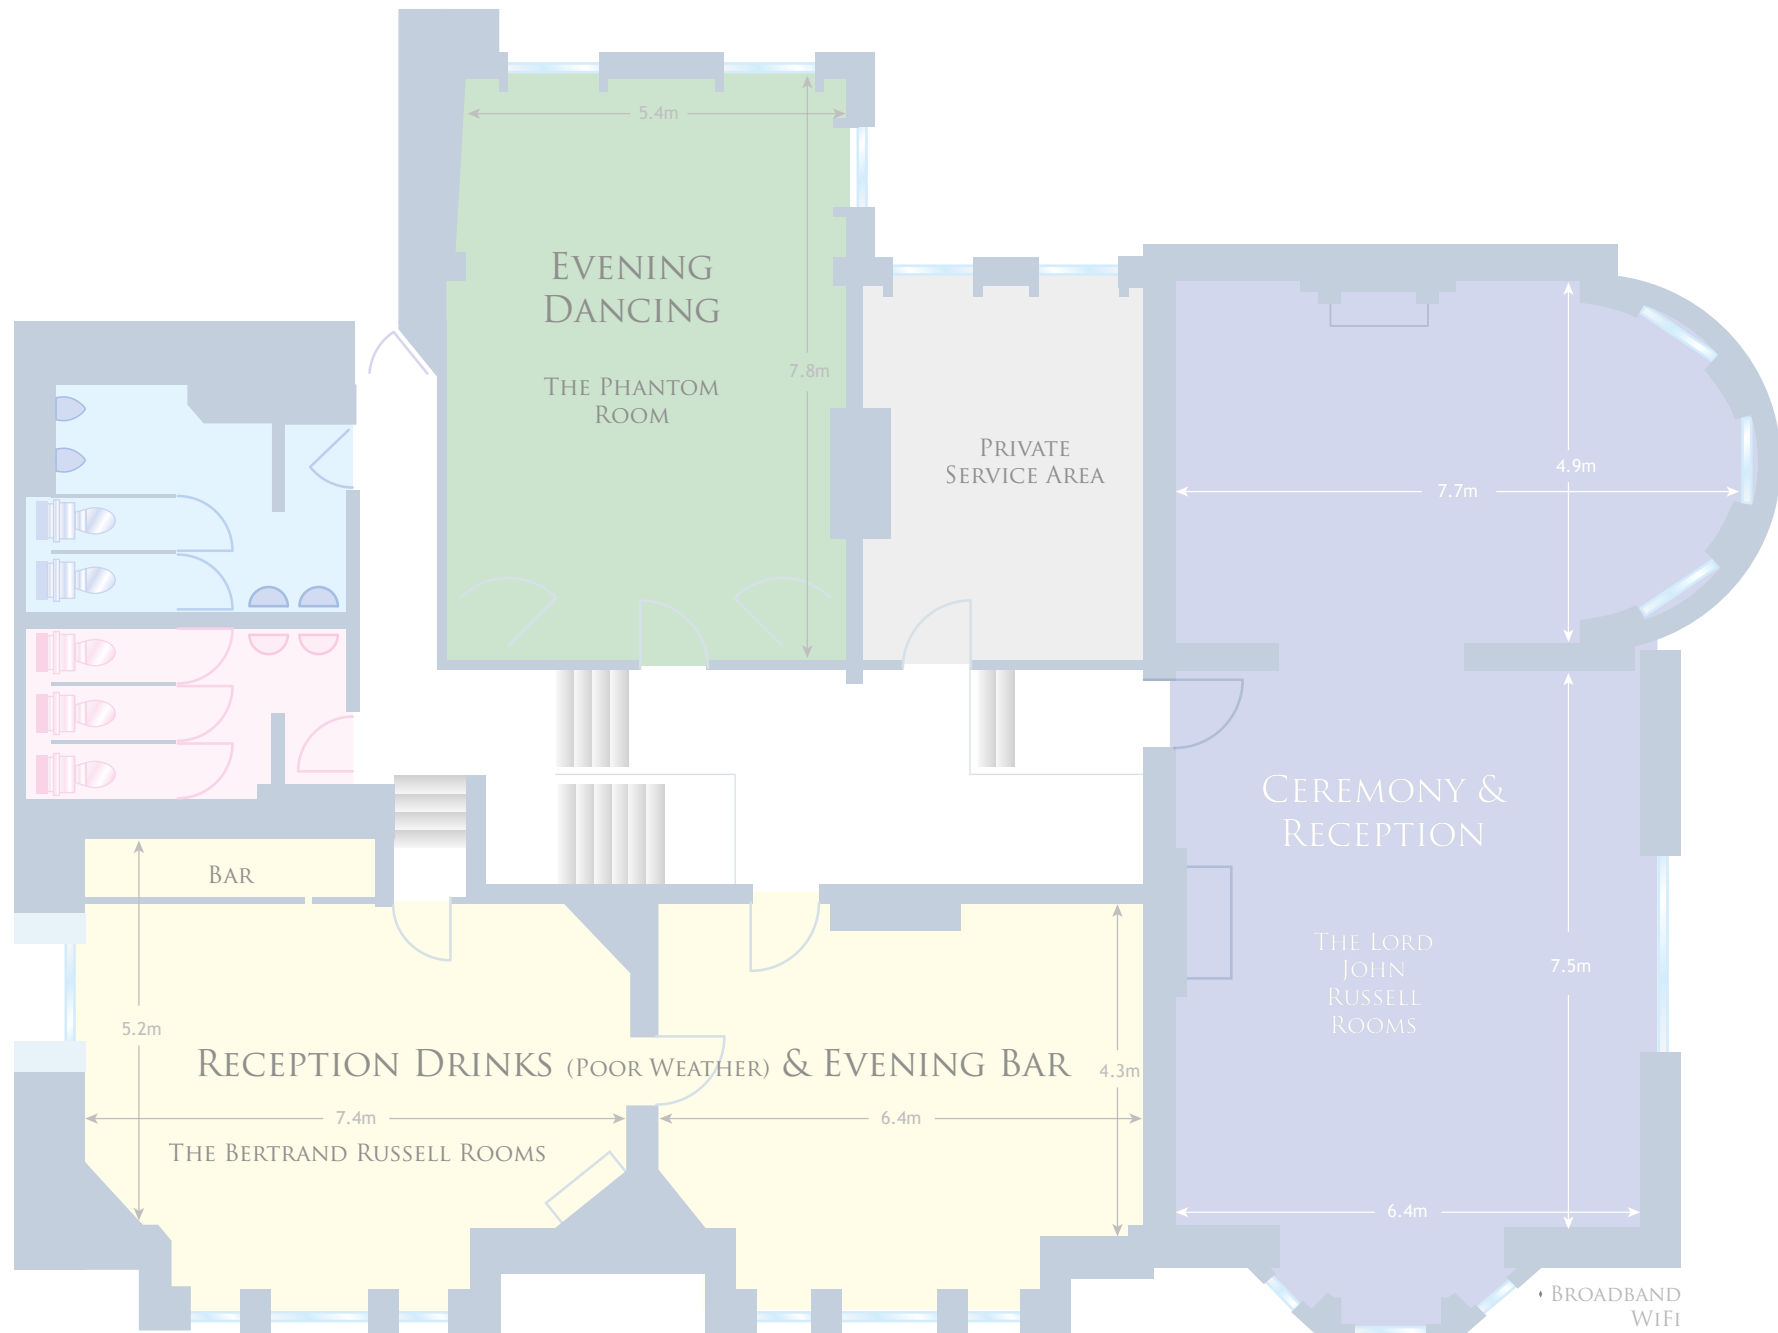 5.4m
EVENING
DANCING
7.8m
THE PHANTOM
ROOM
PRIVATE
SERVICE AREA
4.9m
7.7m
CEREMONY &
RECEPTION
BAR
THE LORD
JOHN
RUSSELL
ROOMS
7.5m
5.2m
RECEPTION DRINKS (POOR WEATHER) & EVENING BAR
4.3m
7.4m
6.4m
THE BERTRAND RUSSELL ROOMS
6.4m
BROADBAND
WIFI